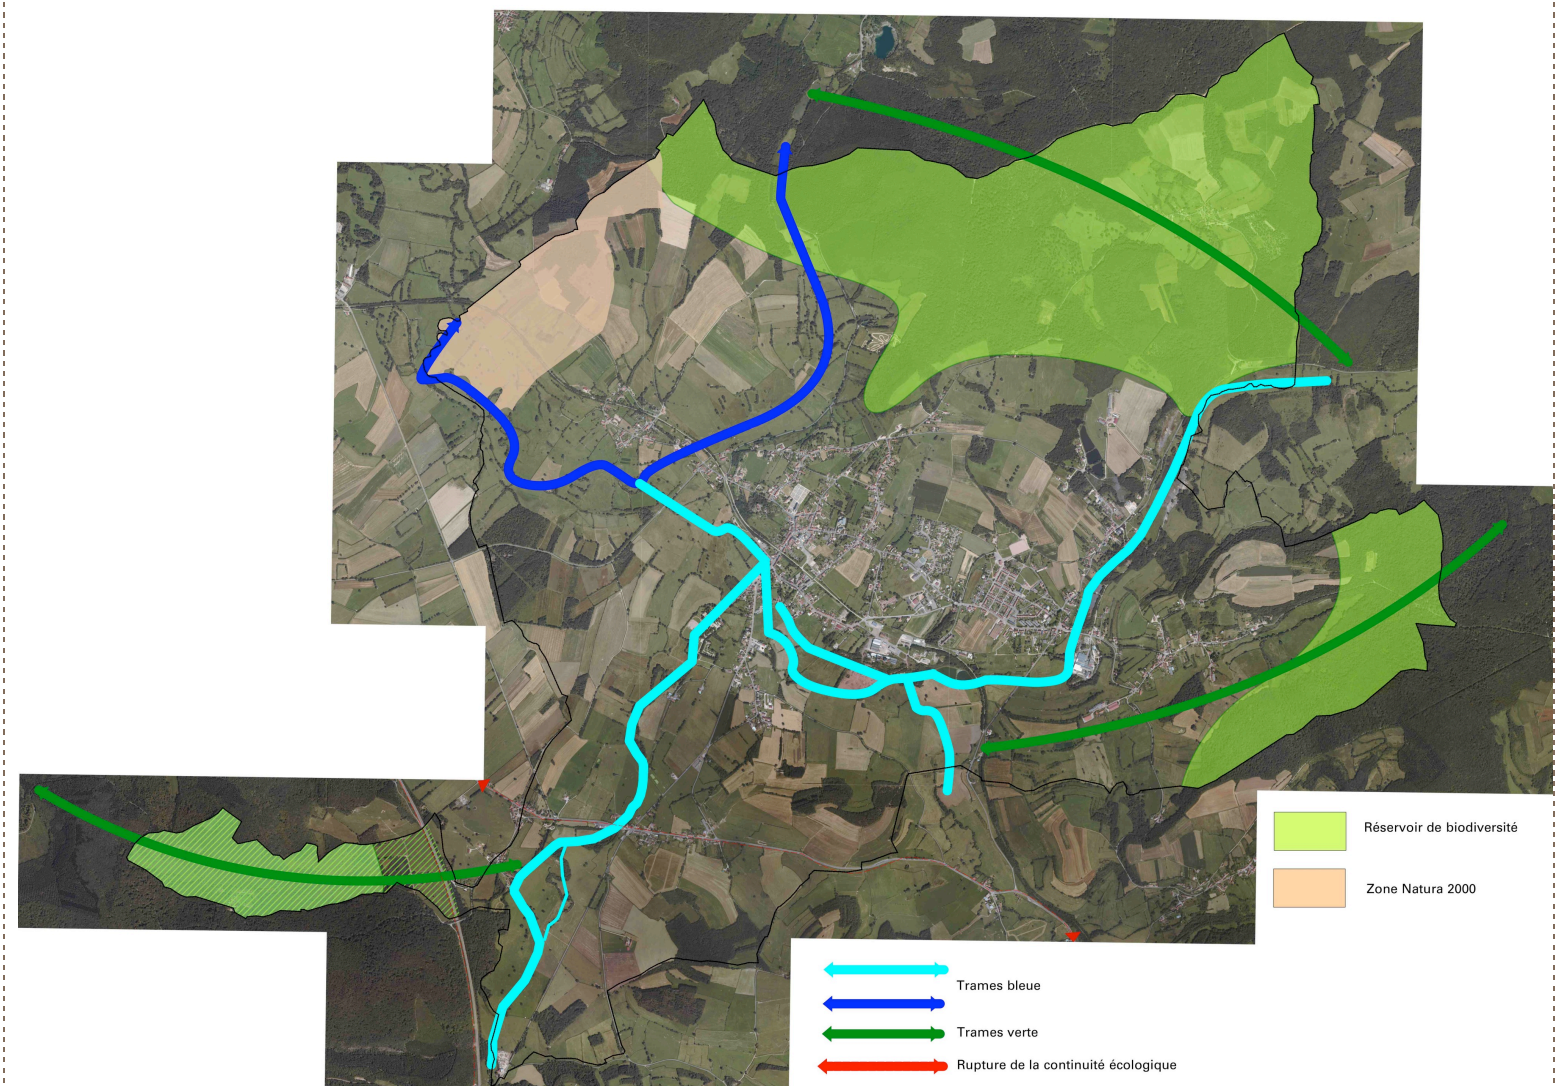 Réservoir de biodiversité
Zone Natura 2000
Trames bleue
Trames verte
Rupture de la continuité écologique